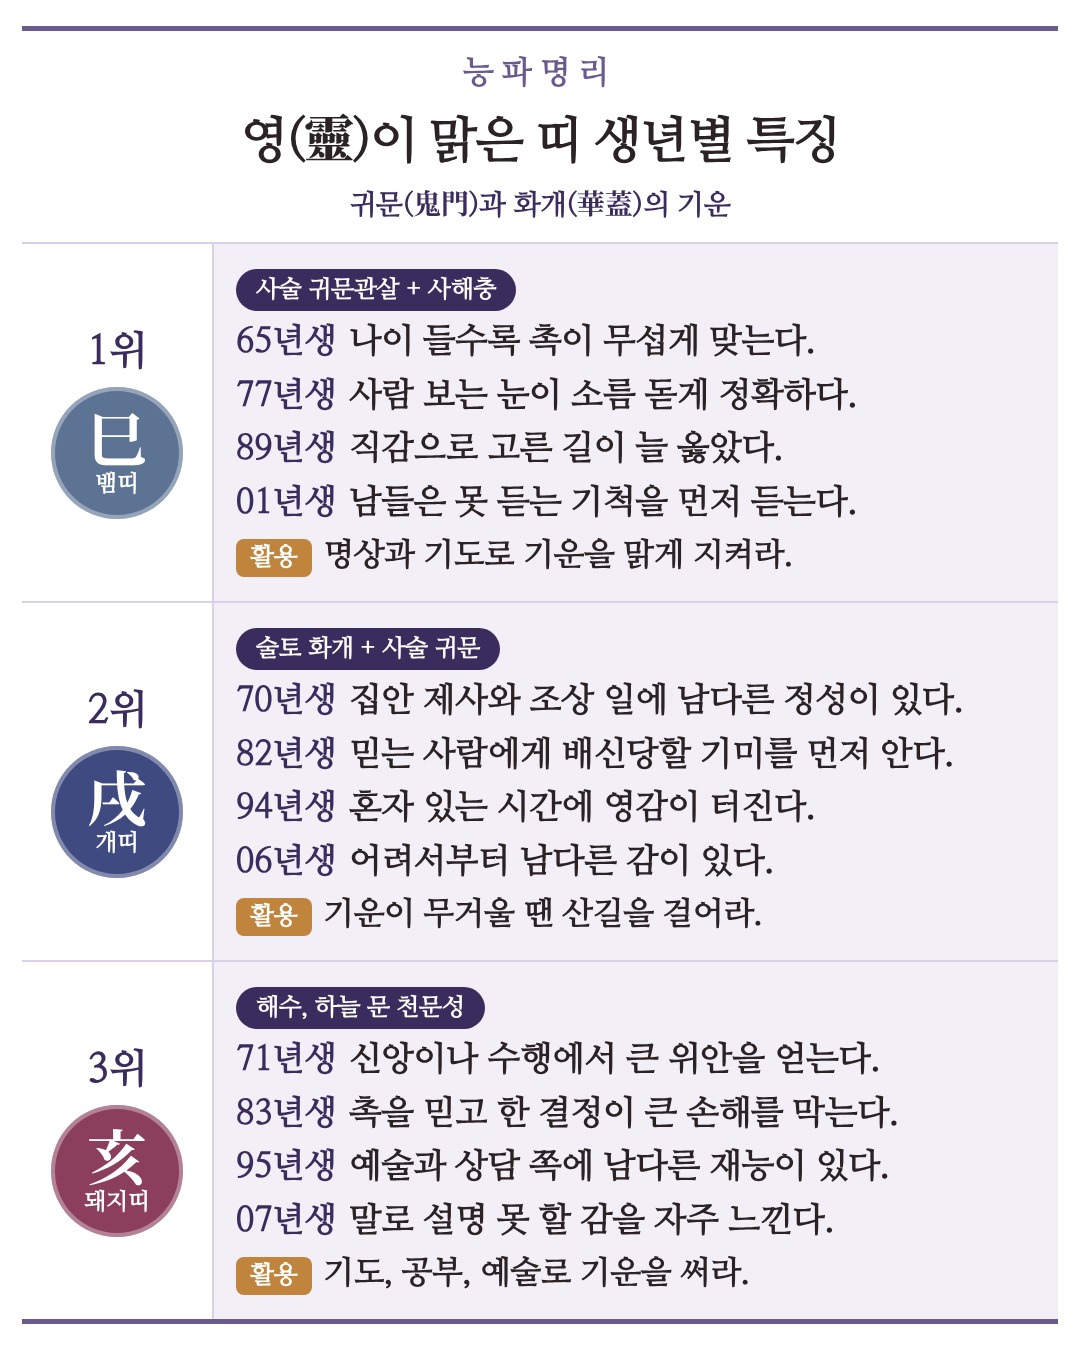 능파명리
영(靈)이 맑은 띠 생년별 특징
귀문(鬼門)과 화개(華蓋)의 기운
1위
巳
뱀띠
사술 귀문관살 + 사해충
65년생 나이 들수록 촉이 무섭게 맞는다.
77년생 사람 보는 눈이 소름 돋게 정확하다.
89년생 직감으로 고른 길이 늘 옳았다.
01년생 남들은 못 듣는 기척을 먼저 듣는다.
활용 명상과 기도로 기운을 맑게 지켜라.
2위
戌
개띠
술토 화개 + 사술 귀문
70년생 집안 제사와 조상 일에 남다른 정성이 있다.
82년생 믿는 사람에게 배신당할 기미를 먼저 안다.
94년생 혼자 있는 시간에 영감이 터진다.
06년생 어려서부터 남다른 감이 있다.
활용 기운이 무거울 땐 산길을 걸어라.
3위
亥
돼지띠
해수, 하늘 문 천문성
71년생 신앙이나 수행에서 큰 위안을 얻는다.
83년생 촉을 믿고 한 결정이 큰 손해를 막는다.
95년생 예술과 상담 쪽에 남다른 재능이 있다.
07년생 말로 설명 못 할 감을 자주 느낀다.
활용 기도, 공부, 예술로 기운을 써라.